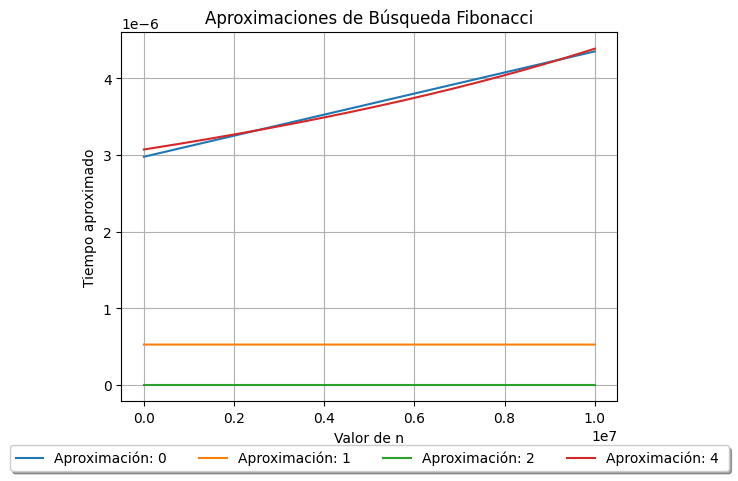 Aproximaciones de Búsqueda Fibonacci
1e−6
4
3
2
1
0
Tiempo aproximado
0.0 0.2 0.4 0.6 0.8 1.0
Valor de n
1e7
Aproximación: 0 Aproximación: 1 Aproximación: 2 Aproximación: 4